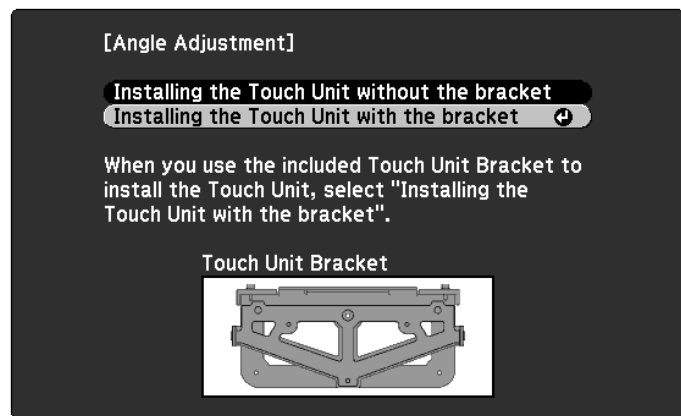 [Angle Adjustment]
Installing the Touch Unit without the bracket
Installing the Touch Unit with the bracket
When you use the included Touch Unit Bracket to
install the Touch Unit, select "Installing the
Touch Unit with the bracket".
Touch Unit Bracket